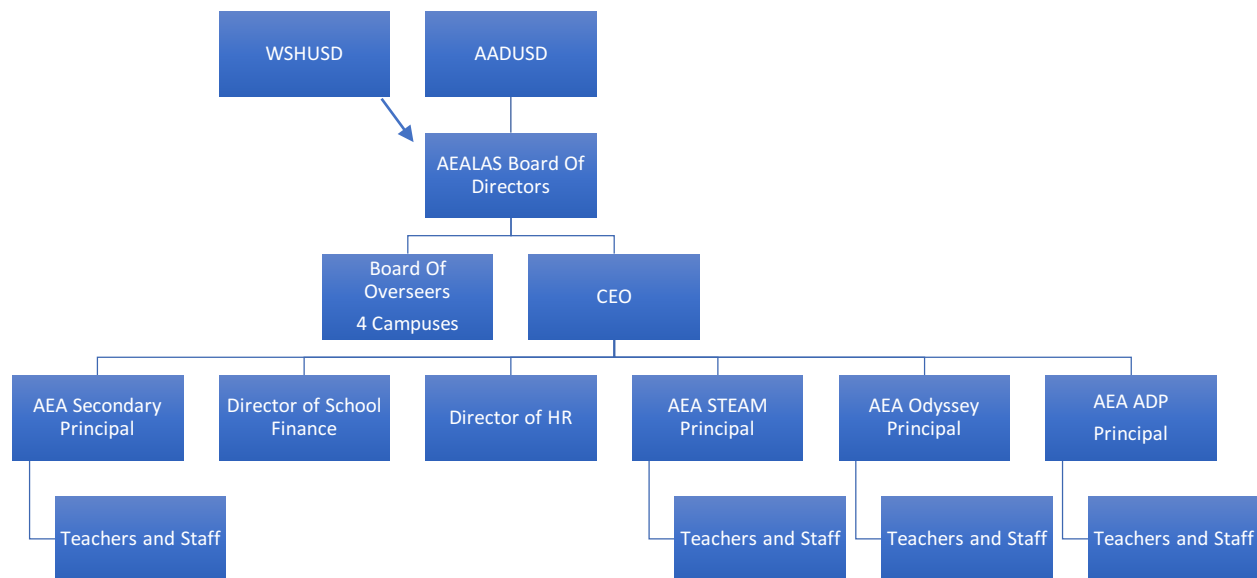 WSHUSD
AADUSD
AEALAS Board Of
Directors
Board Of
Overseers
4 Campuses
CEO
AEA Secondary
Principal
Director of School
Finance
Director of HR
AEA STEAM
Principal
AEA Odyssey
Principal
AEA ADP
Principal
Teachers and Staff
Teachers and Staff
Teachers and Staff
Teachers and Staff